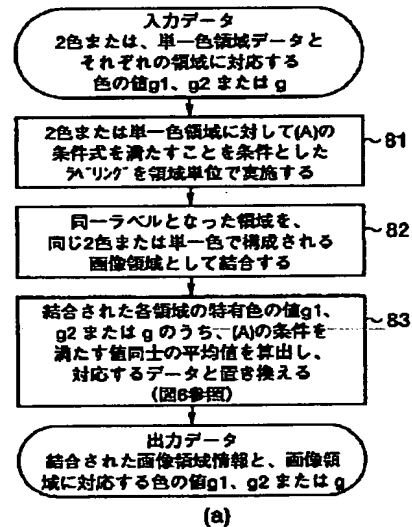 入力データ
2色または、単一色領域データと
それぞれの領域に対応する
色の値g1、g2 または g
2色または単一色領域に対して(A)の
条件式を満たすことを条件とした
ﾗﾍﾞﾘﾝｸﾞを領域単位で実施する
81
同一ラベルとなった領域を、
同じ2色または単一色で構成される
画像領域として結合する
82
結合された各領域の特有色の値g1、
g2 または g のうち、(A)の条件を
満たす値同士の平均値を算出し、
対応するデータと置き換える
(図6参照)
83
出力データ
結合された画像領域情報と、画像領
域に対応する色の値g1、g2 または g
(a)